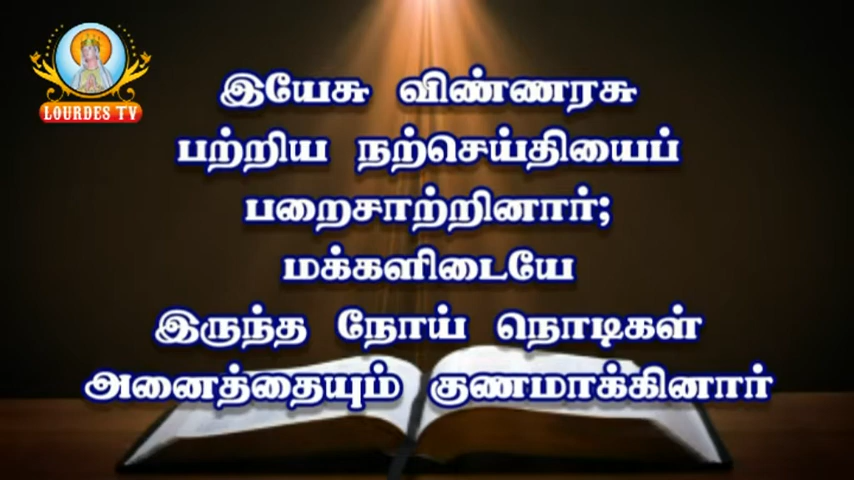 LOURDES TV
இயேசு விண்ணரசு
பற்றிய நற்செய்தியைப்
பறைசாற்றினார்;
மக்களிடையே
இருந்த நோய் நொடிகள்
அனைத்தையும் குணமாக்கினார்